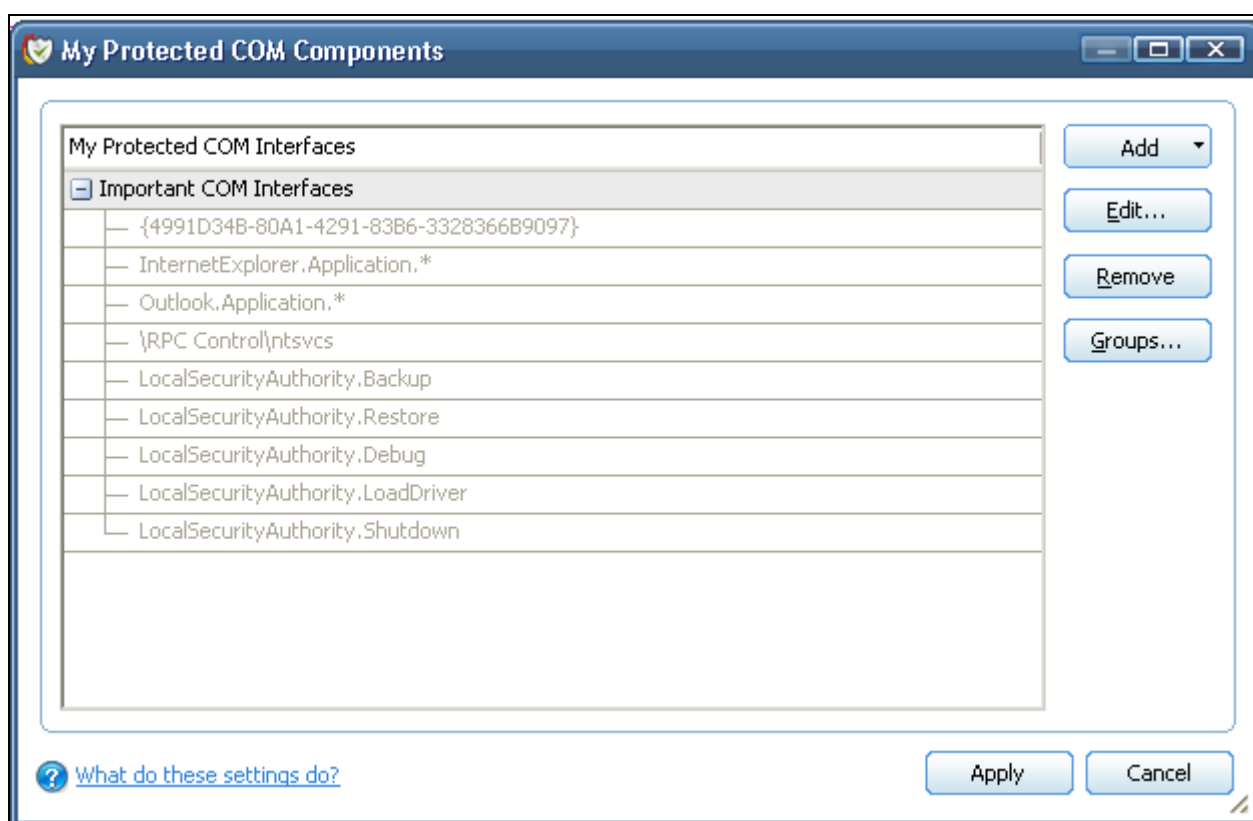 My Protected COM Components
My Protected COM Interfaces
Important COM Interfaces
{4991D34B-80A1-4291-83B6-3328366B9097}
InternetExplorer.Application.*
Outlook.Application.*
\RPC Control\ntsvcs
LocalSecurityAuthority.Backup
LocalSecurityAuthority.Restore
LocalSecurityAuthority.Debug
LocalSecurityAuthority.LoadDriver
LocalSecurityAuthority.Shutdown
Add
Edit...
Remove
Groups...
What do these settings do?
Apply
Cancel